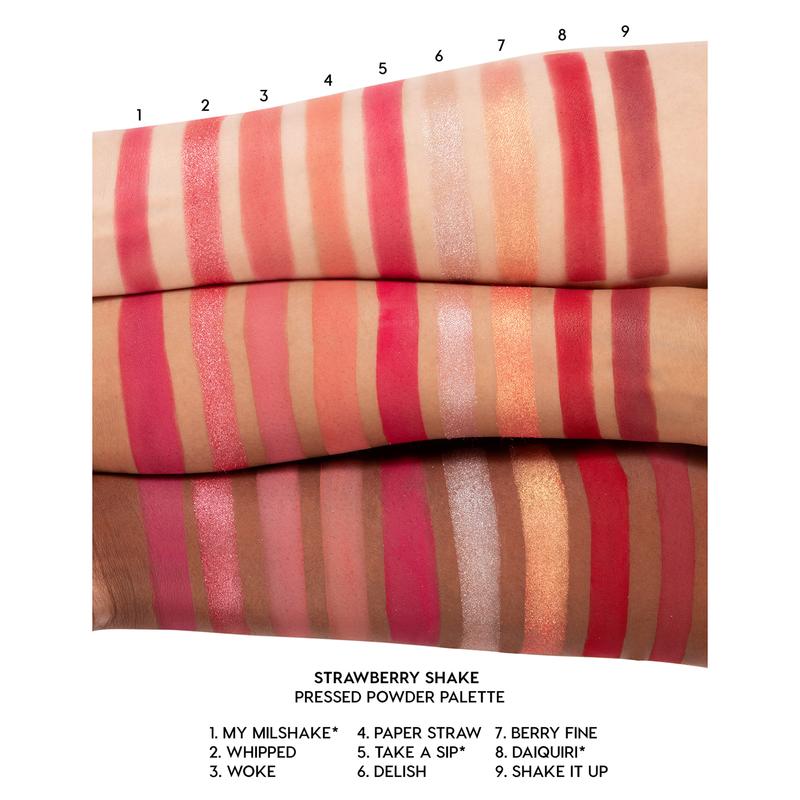 1 2 3 4 5 6 7 8 9
STRAWBERRY SHAKE
PRESSED POWDER PALETTE
1. MY MILSHAKE* 4. PAPER STRAW 7. BERRY FINE
2. WHIPPED 5. TAKE A SIP* 8. DAIQUIRI*
3. WOKE 6. DELISH 9. SHAKE IT UP